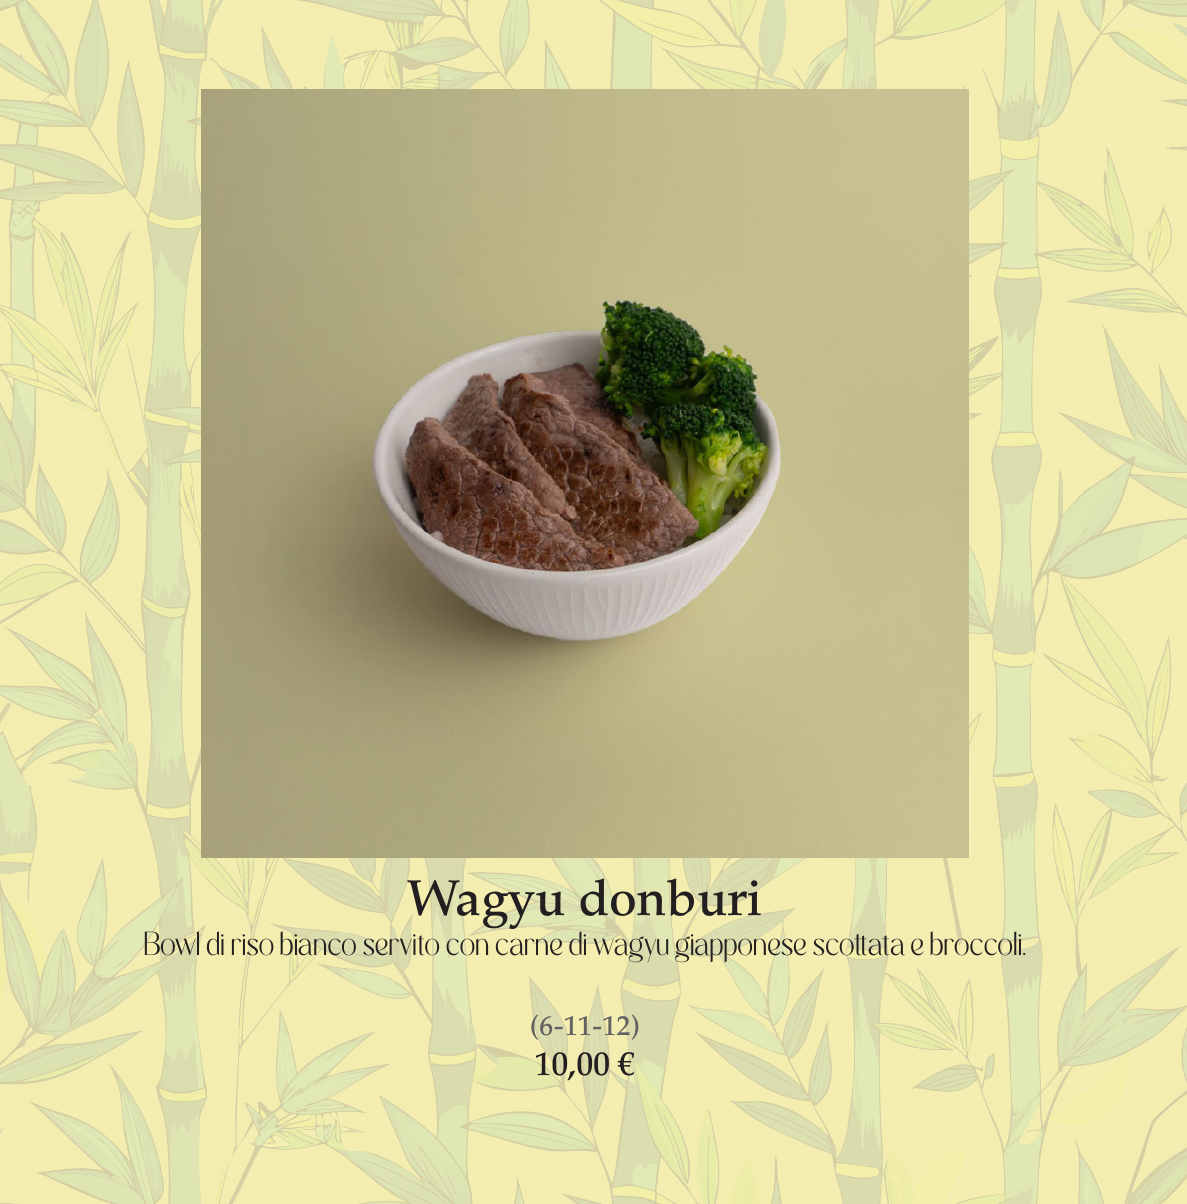 Wagyu donburi
Bowl di riso bianco servito con carne di wagyu giapponese scottata e broccoli.
(6-11-12)
10,00 €